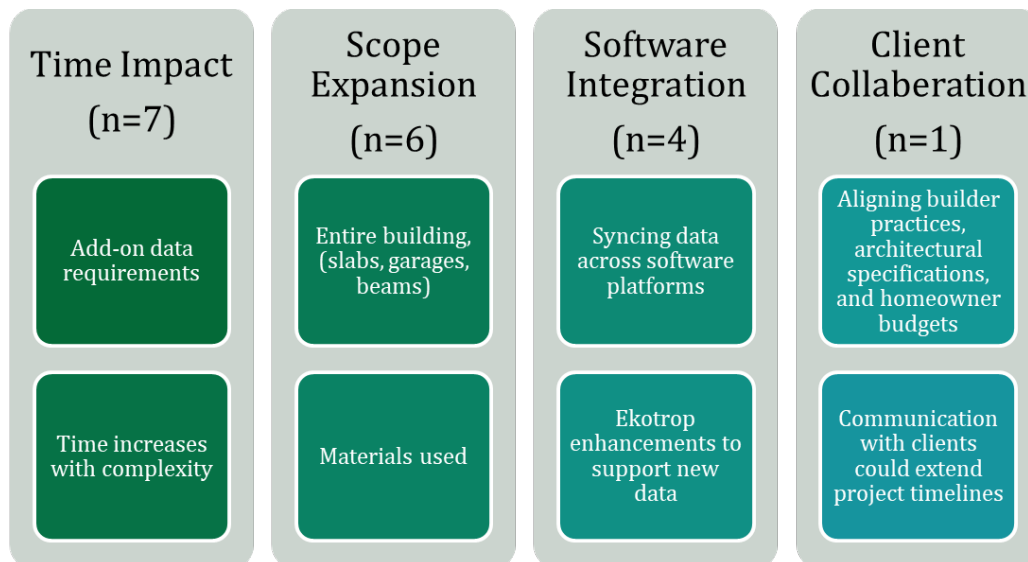 Time Impact
(n=7)
Add-on data
requirements
Time increases
with complexity
Scope
Expansion
(n=6)
Entire building,
(slabs, garages,
beams)
Materials used
Software
Integration
(n=4)
Syncing data
across software
platforms
Ekotrop
enhancements to
support new
data
Client
Collaberation
(n=1)
Aligning builder
practices,
architectural
specifications,
and homeowner
budgets
Communication
with clients
could extend
project timelines